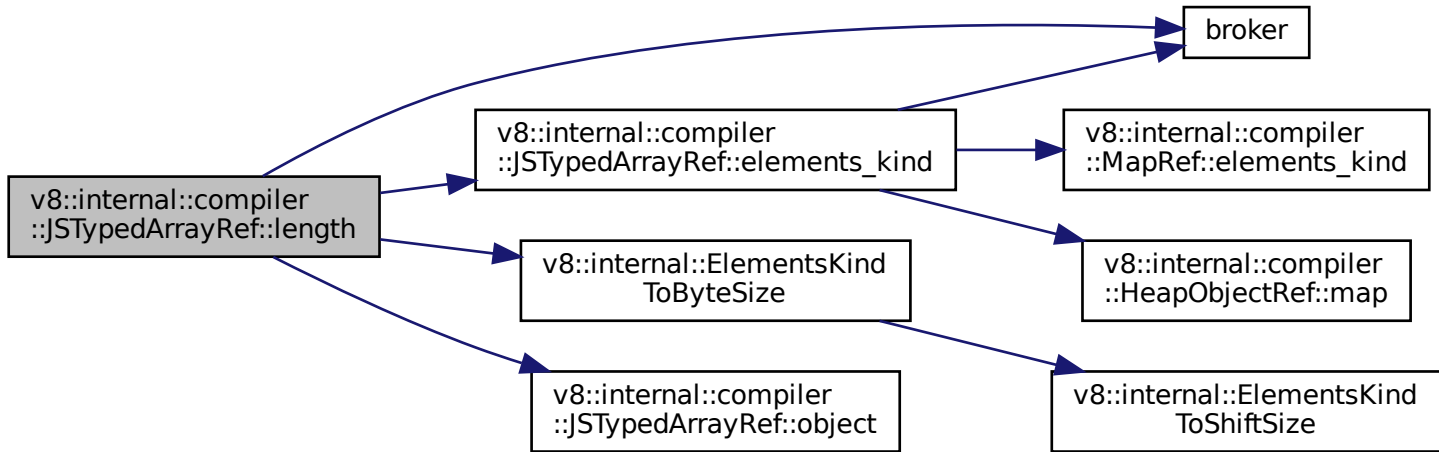 v8::internal::compiler
::JSTypedArrayRef::length
broker
v8::internal::compiler
::JSTypedArrayRef::elements_kind
v8::internal::compiler
::MapRef::elements_kind
v8::internal::compiler
::HeapObjectRef::map
v8::internal::ElementsKind
ToByteSize
v8::internal::ElementsKind
ToShiftSize
v8::internal::compiler
::JSTypedArrayRef::object